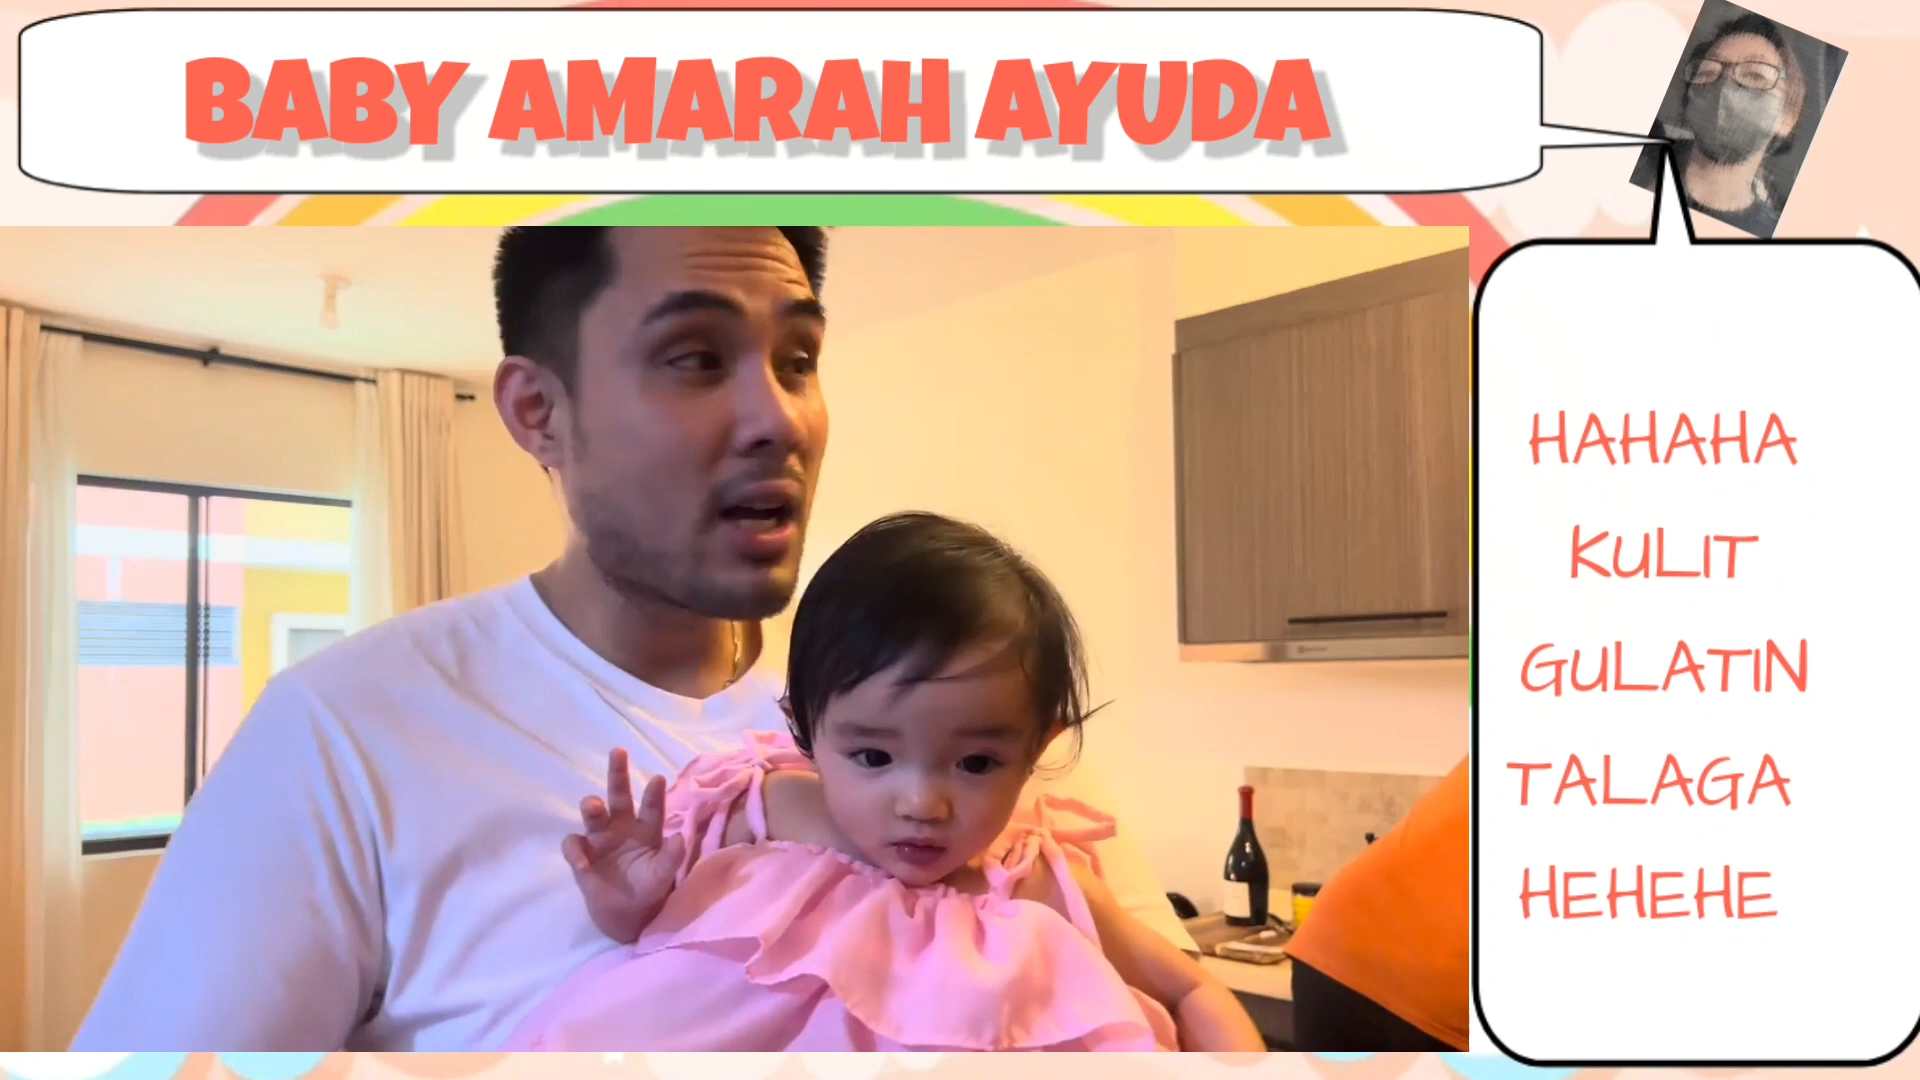 BABY AMARAH AYUDA
HAHAHA
KULIT
GULATIN
TALAGA
HEHEHE